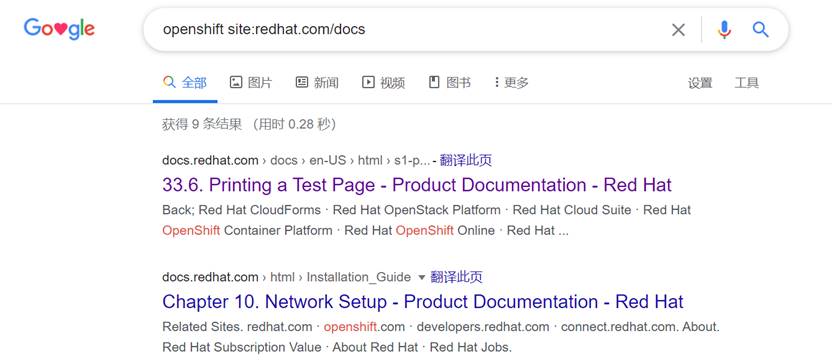 Google
openshift site:redhat.com/docs
全部 图片 新闻 视频 图书 更多 设置 工具
获得 9 条结果 （用时 0.28 秒）
docs.redhat.com › docs › en-US › html › s1-p... - 翻译此页
33.6. Printing a Test Page - Product Documentation - Red Hat
Back; Red Hat CloudForms · Red Hat OpenStack Platform · Red Hat Cloud Suite · Red Hat
OpenShift Container Platform · Red Hat OpenShift Online · Red Hat ...
docs.redhat.com › html › Installation_Guide 翻译此页
Chapter 10. Network Setup - Product Documentation - Red Hat
Related Sites. redhat.com · openshift.com · developers.redhat.com · connect.redhat.com. About.
Red Hat Subscription Value · About Red Hat · Red Hat Jobs.